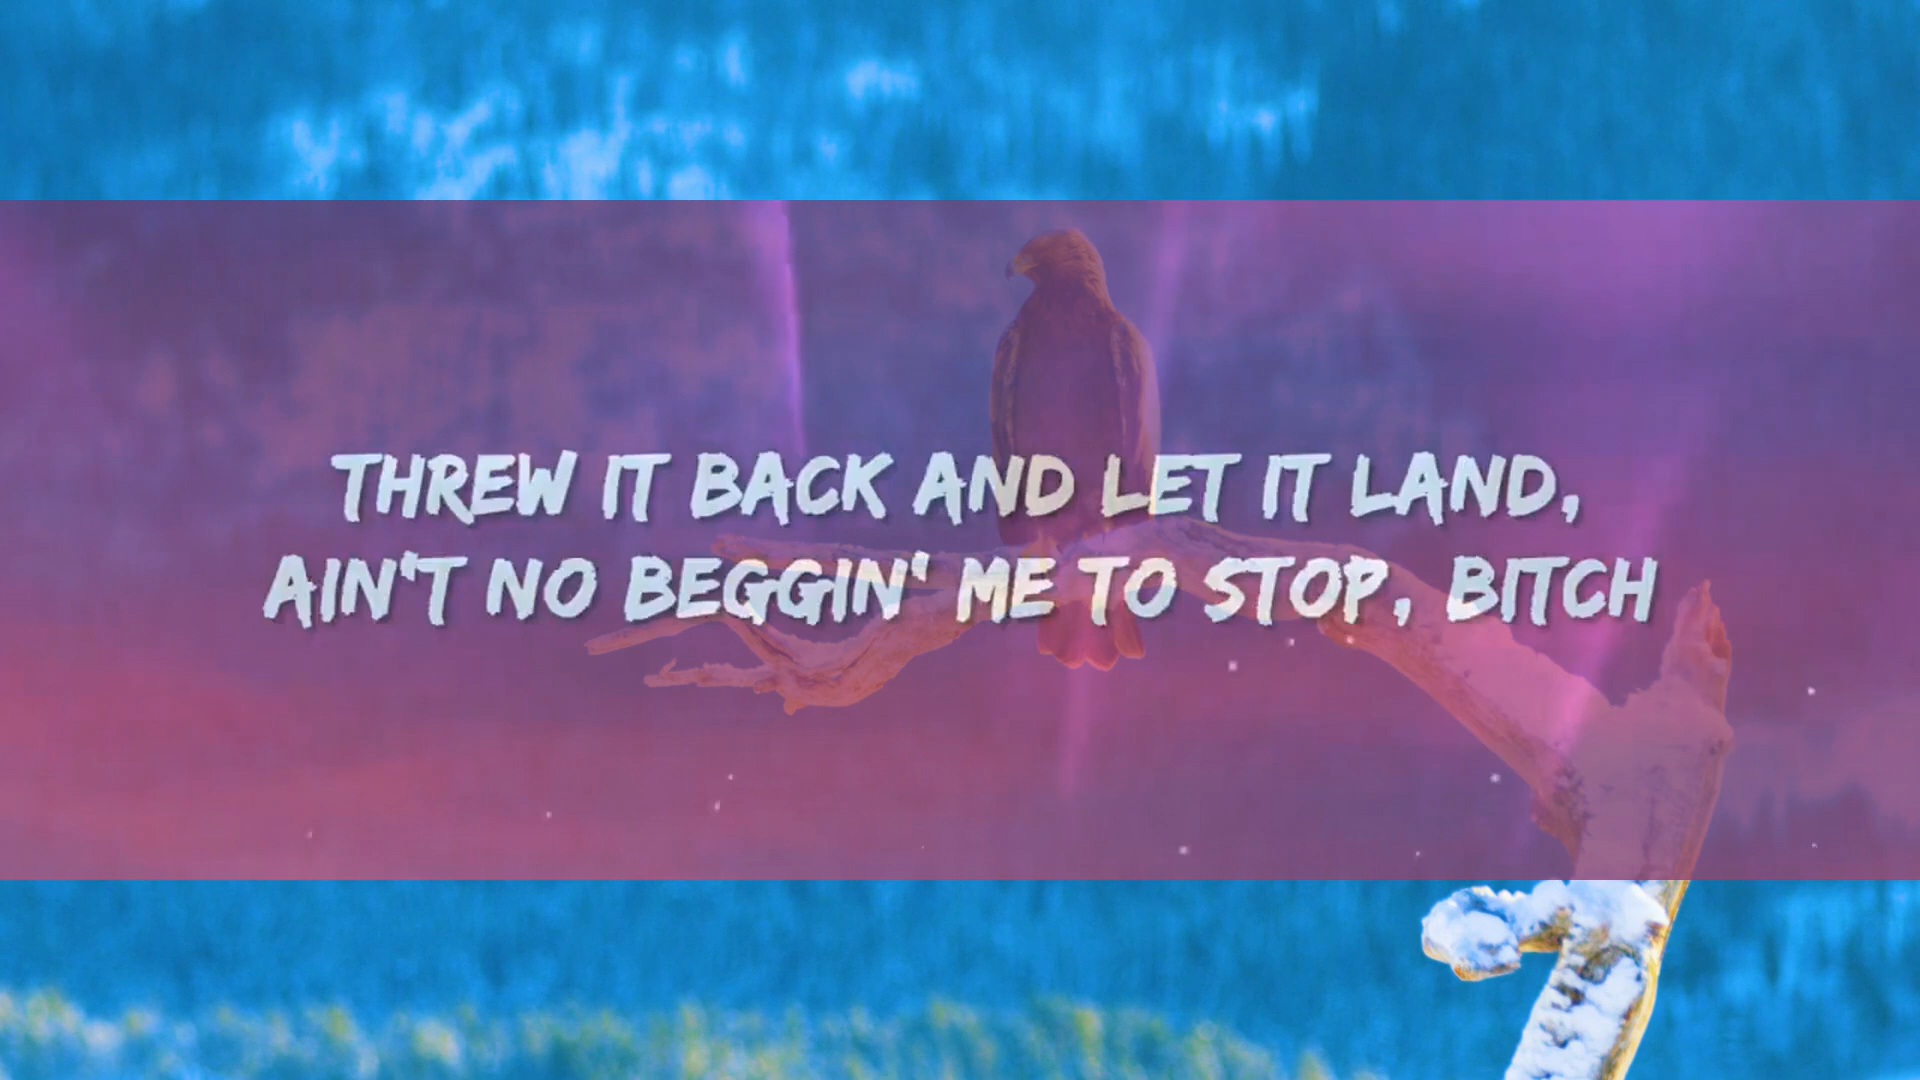 THREW IT BACK AND LET IT LAND,
AIN'T NO BEGGIN' ME TO STOP, BITCH